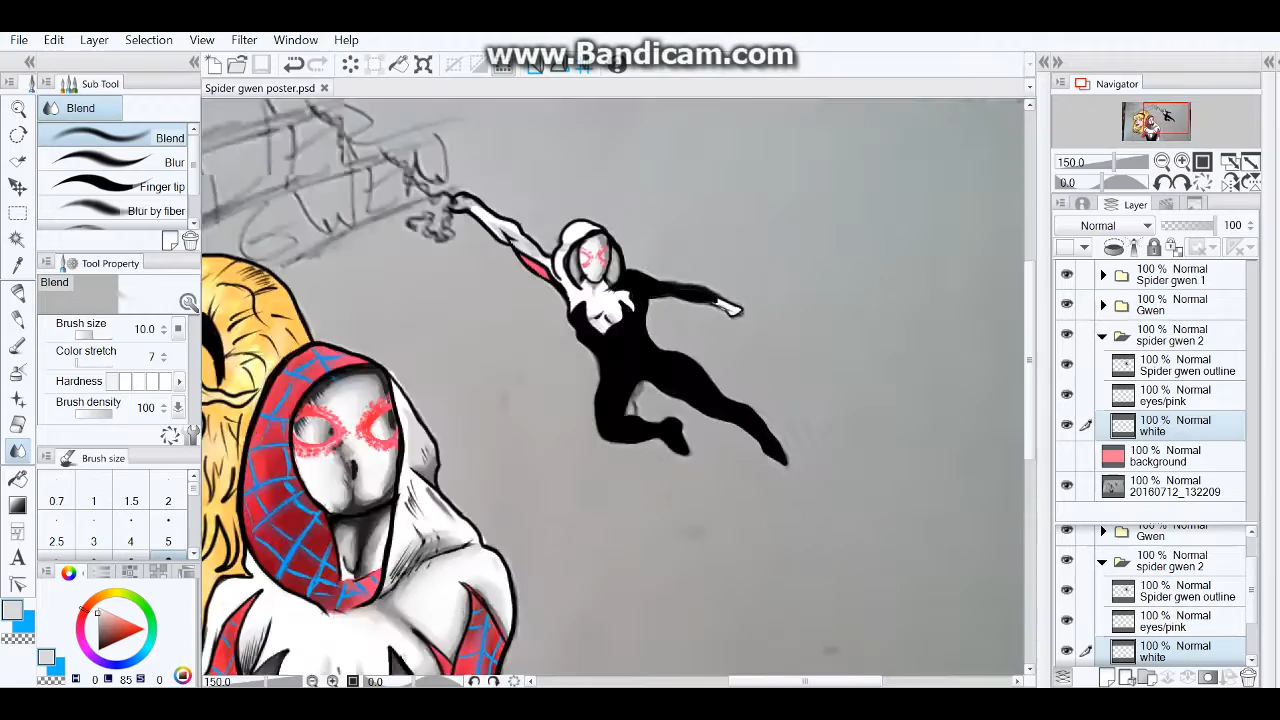 www.Bandicam.com
File Edit Layer Selection View Filter Window Help
Sub Tool
Blend
Blend
Blur
Finger tip
Blur by fiber
Tool Property
Blend
Brush size 10.0
Color stretch 7
Hardness
Brush density 100
Brush size
0.7 1 1.5 2
2.5 3 4 5
H 0 L 85 S 0
Spider gwen poster.psd
150.0 0.0
Navigator
150.0
0.0
Layer
Normal 100
100 % Normal
Spider gwen 1
100 % Normal
Gwen
100 % Normal
spider gwen 2
100 % Normal
Spider gwen outline
100 % Normal
eyes/pink
100 % Normal
white
100 % Normal
background
100 % Normal
20160712_132209
Gwen
100 % Normal
spider gwen 2
100 % Normal
Spider gwen outline
100 % Normal
eyes/pink
100 % Normal
white